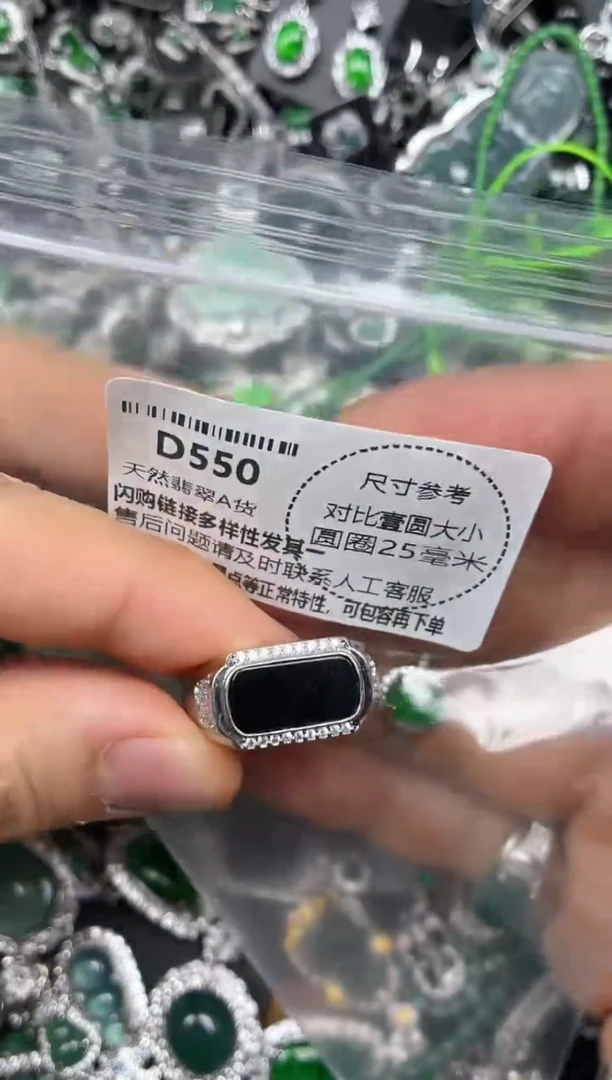 D550
天然翡翠A货
闪购链接多样性发其一
售后问题请及时联系人工客服
点等正常特性，可包容再下单
尺寸参考
对比壹圆大小
圆圈25毫米